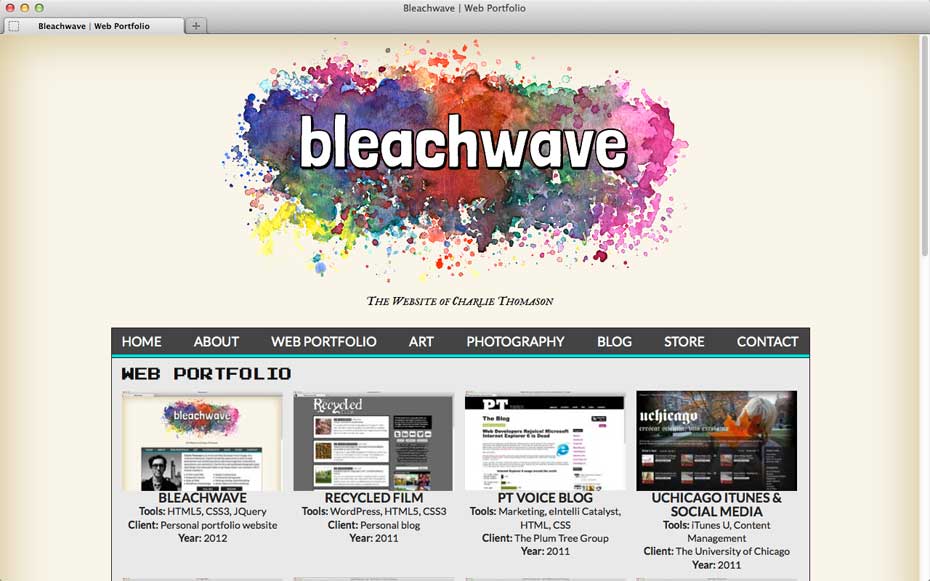 Bleachwave | Web Portfolio
Bleachwave | Web Portfolio
bleachwave
The Website of Charlie Thomason
HOME ABOUT WEB PORTFOLIO ART PHOTOGRAPHY BLOG STORE CONTACT
WEB PORTFOLIO
bleachwave
BLEACHWAVE
Tools: HTML5, CSS3, JQuery
Client: Personal portfolio website
Year: 2012
Recycled
RECYCLED FILM
Tools: WordPress, HTML5, CSS3
Client: Personal blog
Year: 2011
PT
The Blog
Web Developers Rejoice! Microsoft
Internet Explorer 6 is Dead
PT VOICE BLOG
Tools: Marketing, eIntelli Catalyst,
HTML, CSS
Client: The Plum Tree Group
Year: 2011
uchicago
UCHICAGO ITUNES &
SOCIAL MEDIA
Tools: iTunes U, Content
Management
Client: The University of Chicago
Year: 2011